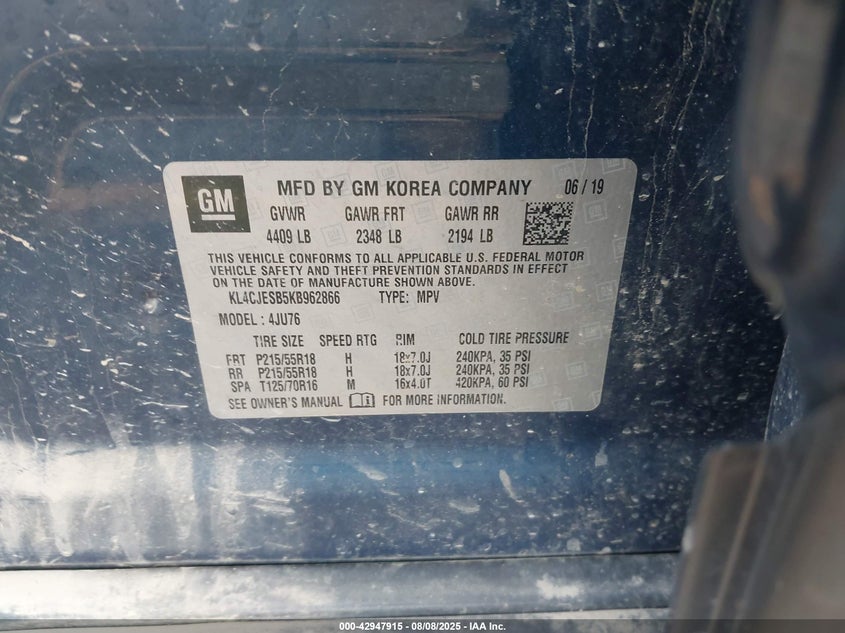 GM MFD BY GM KOREA COMPANY 06 / 19
GVWR GAWR FRT GAWR RR
4409 LB 2348 LB 2194 LB
THIS VEHICLE CONFORMS TO ALL APPLICABLE U.S. FEDERAL MOTOR
VEHICLE SAFETY AND THEFT PREVENTION STANDARDS IN EFFECT
ON THE DATE OF MANUFACTURE SHOWN ABOVE.
KL4CJESB5KB962866 TYPE: MPV
MODEL : 4JU76
TIRE SIZE SPEED RTG RIM COLD TIRE PRESSURE
FRT P215/55R18 H 18x7.0J 240KPA, 35 PSI
RR P215/55R18 H 18x7.0J 240KPA, 35 PSI
SPA T125/70R16 M 16x4.0T 420KPA, 60 PSI
SEE OWNER'S MANUAL FOR MORE INFORMATION.
000-42947915 - 08/08/2025 - IAA Inc.